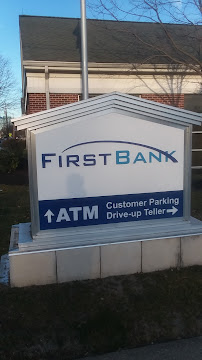 FIRSTBANK
↑ATM
Customer Parking
Drive-up Teller→